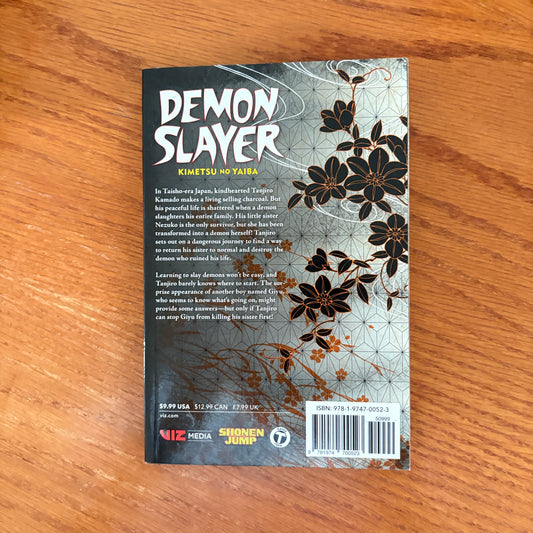 DEMON
SLAYER
KIMETSU NO YAIBA
In Taisho-era Japan, kindhearted Tanjiro
Kamado makes a living selling charcoal. But
his peaceful life is shattered when a demon
slaughters his entire family. His little sister
Nezuko is the only survivor, but she has been
transformed into a demon herself! Tanjiro
sets out on a dangerous journey to find a way
to return his sister to normal and destroy the
demon who ruined his life.
Learning to slay demons won't be easy, and
Tanjiro barely knows where to start. The sur-
prise appearance of another boy named Giyu,
who seems to know what's going on, might
provide some answers—but only if Tanjiro
can stop Giyu from killing his sister first!
$9.99 USA $12.99 CAN £7.99 UK
viz.com
VIZ MEDIA
SHONEN
JUMP
T
ISBN: 978-1-9747-0052-3
50999
9 781974 700523